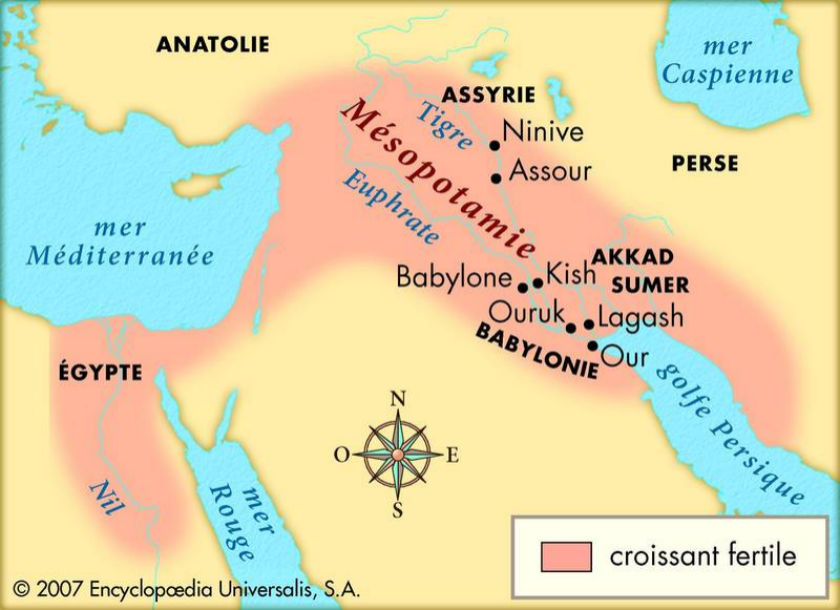 ANATOLIE
mer
Caspienne
ASSYRIE
Tigre
Ninive
Mésopotamie
Assour
PERSE
Euphrate
mer
Méditerranée
AKKAD
SUMER
Babylone
Kish
Ouruk
Lagash
BABYLONIE
Our
ÉGYPTE
golfe Persique
N
O
E
S
Nil
mer
Rouge
croissant fertile
© 2007 Encyclopædia Universalis, S.A.